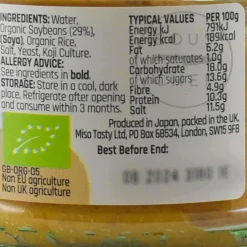 INGREDIENTS: Water,
Organic Soybeans (29%),
(Soya), Organic Rice,
Salt, Yeast, Koji Culture.
ALLERGY ADVICE:
See ingredients in bold.
STORAGE: Store in a cool, dark
place. Refrigerate after opening
and consume within 3 months.
TYPICAL VALUES PER 100g
Energy kJ 791kJ
Energy kcal 189kcal
Fat 6.2g
of which saturates 1.0g
Carbohydrate 18.0g
of which sugars 13.5g
Fibre 4.9g
Protein 10.3g
Salt 11.5g
Produced in Japan, packed in the UK.
Miso Tasty Ltd, PO Box 68534, London, SW15 9FB
Best Before End:
08 2024
GB-ORG-05
Non EU agriculture
Non UK agriculture